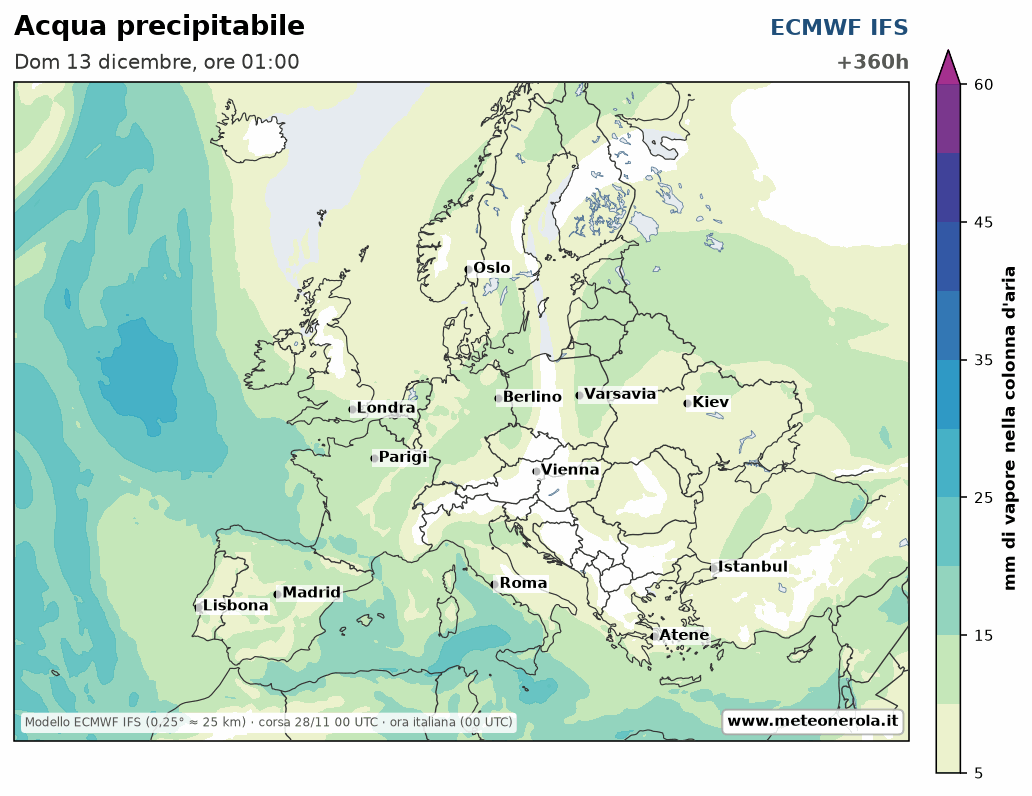 Acqua precipitabile
ECMWF IFS
Dom 13 dicembre, ore 01:00
+360h
Oslo
Londra
Berlino
Varsavia
Kiev
Parigi
Vienna
Istanbul
Roma
Madrid
Lisbona
Atene
Modello ECMWF IFS (0,25° ≈ 25 km) · corsa 28/11 00 UTC · ora italiana (00 UTC)
www.meteonerola.it
60
45
35
25
15
5
mm di vapore nella colonna d'aria